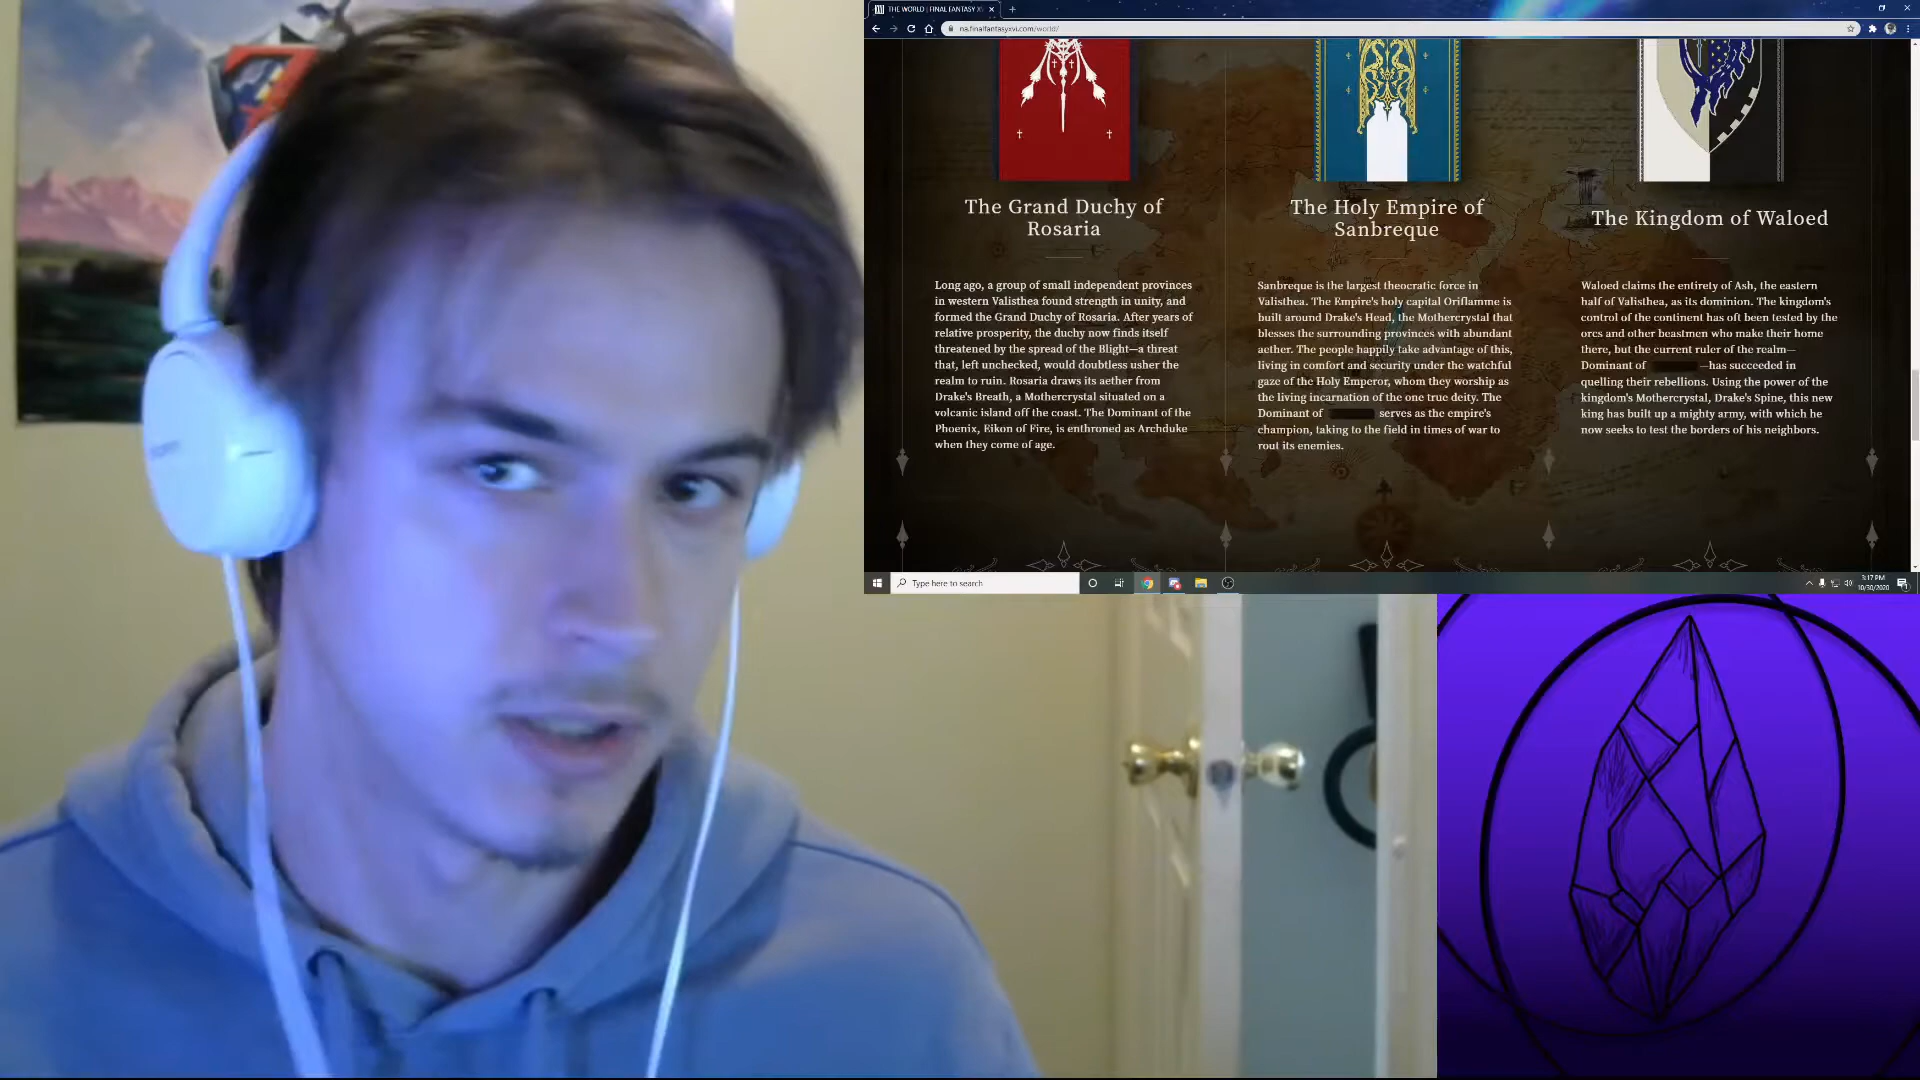 THE WORLD | FINAL FANTASY XV
na.finalfantasyxvi.com/world/
The Grand Duchy of
Rosaria
Long ago, a group of small independent provinces
in western Valisthea found strength in unity, and
formed the Grand Duchy of Rosaria. After years of
relative prosperity, the duchy now finds itself
threatened by the spread of the Blight—a threat
that, left unchecked, would doubtless usher the
realm to ruin. Rosaria draws its aether from
Drake's Breath, a Mothercrystal situated on a
volcanic island off the coast. The Dominant of the
Phoenix, Eikon of Fire, is enthroned as Archduke
when they come of age.
The Holy Empire of
Sanbreque
Sanbreque is the largest theocratic force in
Valisthea. The Empire's holy capital Oriflamme is
built around Drake's Head, the Mothercrystal that
blesses the surrounding provinces with abundant
aether. The people happily take advantage of this,
living in comfort and security under the watchful
gaze of the Holy Emperor, whom they worship as
the living incarnation of the one true deity. The
Dominant of serves as the empire's
champion, taking to the field in times of war to
rout its enemies.
The Kingdom of Waloed
Waloed claims the entirety of Ash, the eastern
half of Valisthea, as its dominion. The kingdom's
control of the continent has oft been tested by the
orcs and other beastmen who make their home
there, but the current ruler of the realm—
Dominant of —has succeeded in
quelling their rebellions. Using the power of the
kingdom's Mothercrystal, Drake's Spine, this new
king has built up a mighty army, with which he
now seeks to test the borders of his neighbors.
Type here to search
3:17 PM
10/30/2020